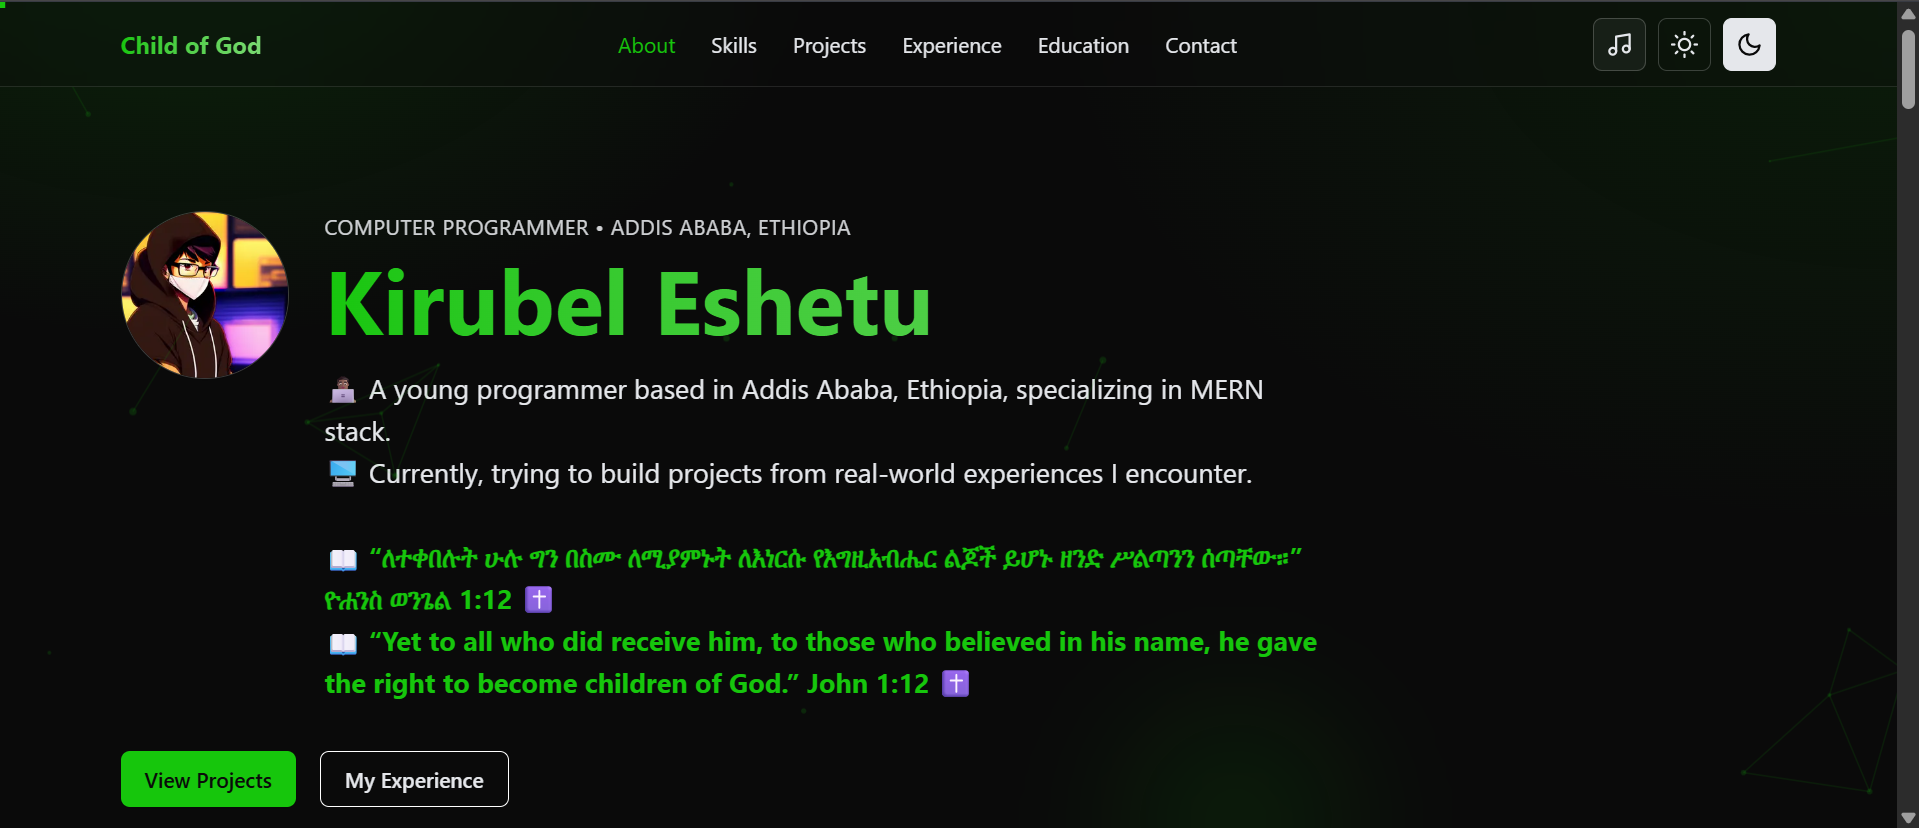 Child of God
About
Skills
Projects
Experience
Education
Contact
COMPUTER PROGRAMMER • ADDIS ABABA, ETHIOPIA
Kirubel Eshetu
A young programmer based in Addis Ababa, Ethiopia, specializing in MERN
stack.
Currently, trying to build projects from real-world experiences I encounter.
“ለተቀበሉት ሁሉ ግን በስሙ ለሚያምኑት ለእነርሱ የእግዚአብሔር ልጆች ይሆኑ ዘንድ ሥልጣንን ሰጣቸው።”
ዮሐንስ ወንጌል 1:12
“Yet to all who did receive him, to those who believed in his name, he gave
the right to become children of God.” John 1:12
View Projects
My Experience